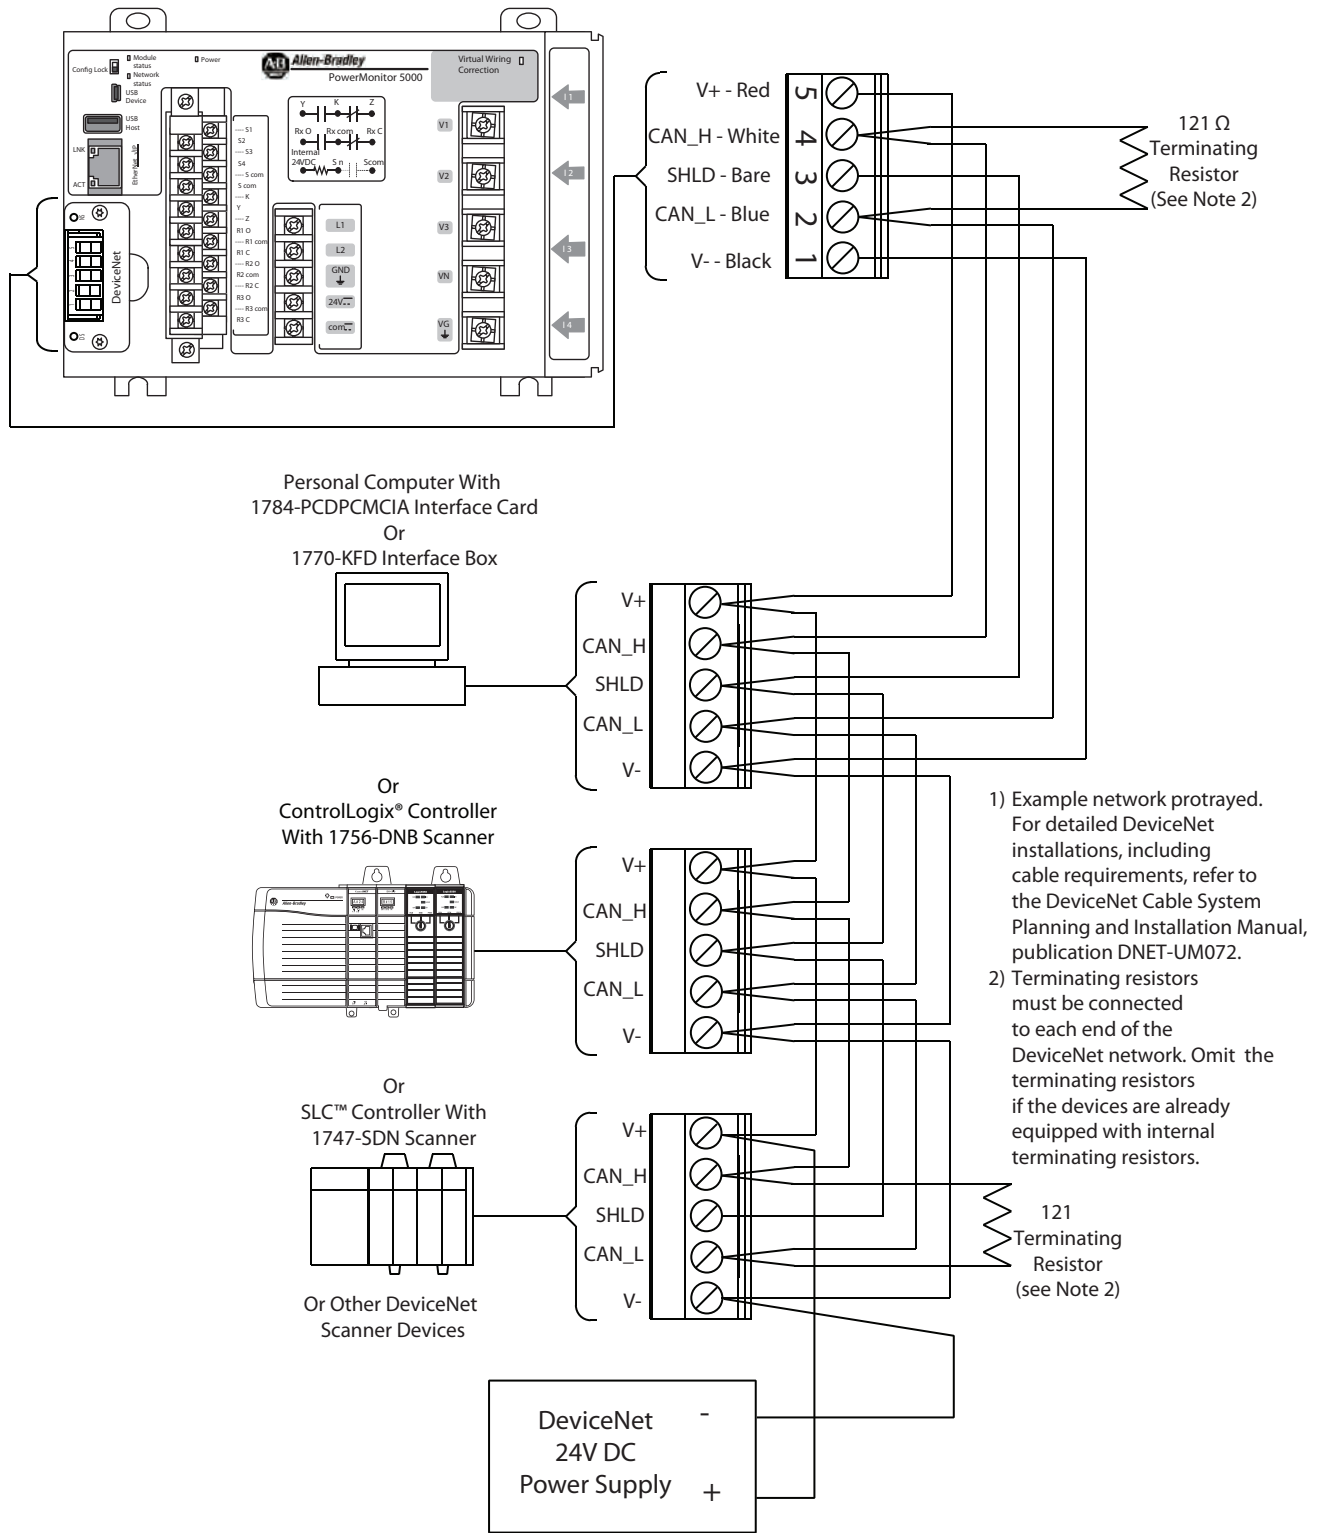 Config Lock
Module
status
Network
status
USB
Device
USB
Host
LNK
ACT
Power
A-B
Allen-Bradley
PowerMonitor 5000
Virtual Wiring
Correction
Y K Z
Rx O Rx com Rx C
Internal
24VDC S n Scom
S1
S2
S3
S4
S com
S com
K
Y
Z
R1 O
R1 com
R1 C
R2 O
R2 com
R2 C
R3 O
R3 com
R3 C
L1
L2
GND
24V
com
V1
V2
V3
VN
VG
I 1
I 2
I 3
I 4
DeviceNet
V+ - Red
CAN_H - White
SHLD - Bare
CAN_L - Blue
V- - Black
5
4
3
2
1
121 Ω
Terminating
Resistor
(See Note 2)
Personal Computer With
1784-PCDPCMCIA Interface Card
Or
1770-KFD Interface Box
V+
CAN_H
SHLD
CAN_L
V-
Or
ControlLogix® Controller
With 1756-DNB Scanner
Allen-Bradley
V+
CAN_H
SHLD
CAN_L
V-
1) Example network protrayed.
For detailed DeviceNet
installations, including
cable requirements, refer to
the DeviceNet Cable System
Planning and Installation Manual,
publication DNET-UM072.
2) Terminating resistors
must be connected
to each end of the
DeviceNet network. Omit the
terminating resistors
if the devices are already
equipped with internal
terminating resistors.
Or
SLC™ Controller With
1747-SDN Scanner
V+
CAN_H
SHLD
CAN_L
V-
Or Other DeviceNet
Scanner Devices
121
Terminating
Resistor
(see Note 2)
DeviceNet
24V DC
Power Supply
-
+